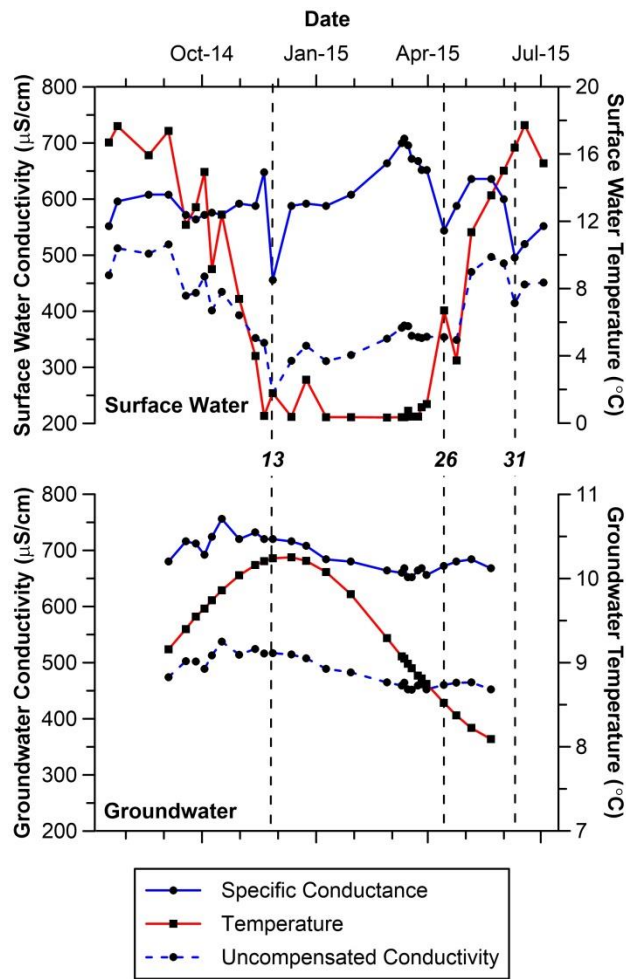 Date
Oct-14 Jan-15 Apr-15 Jul-15
Surface Water Conductivity (µS/cm)
800
700
600
500
400
300
200
Surface Water
20
16
12
8
4
0
Surface Water Temperature
(°C)
13 26 31
Groundwater Conductivity (µS/cm)
800
700
600
500
400
300
200
Groundwater
11
10
9
8
7
Groundwater Temperature
(°C)
Specific Conductance
Temperature
Uncompensated Conductivity